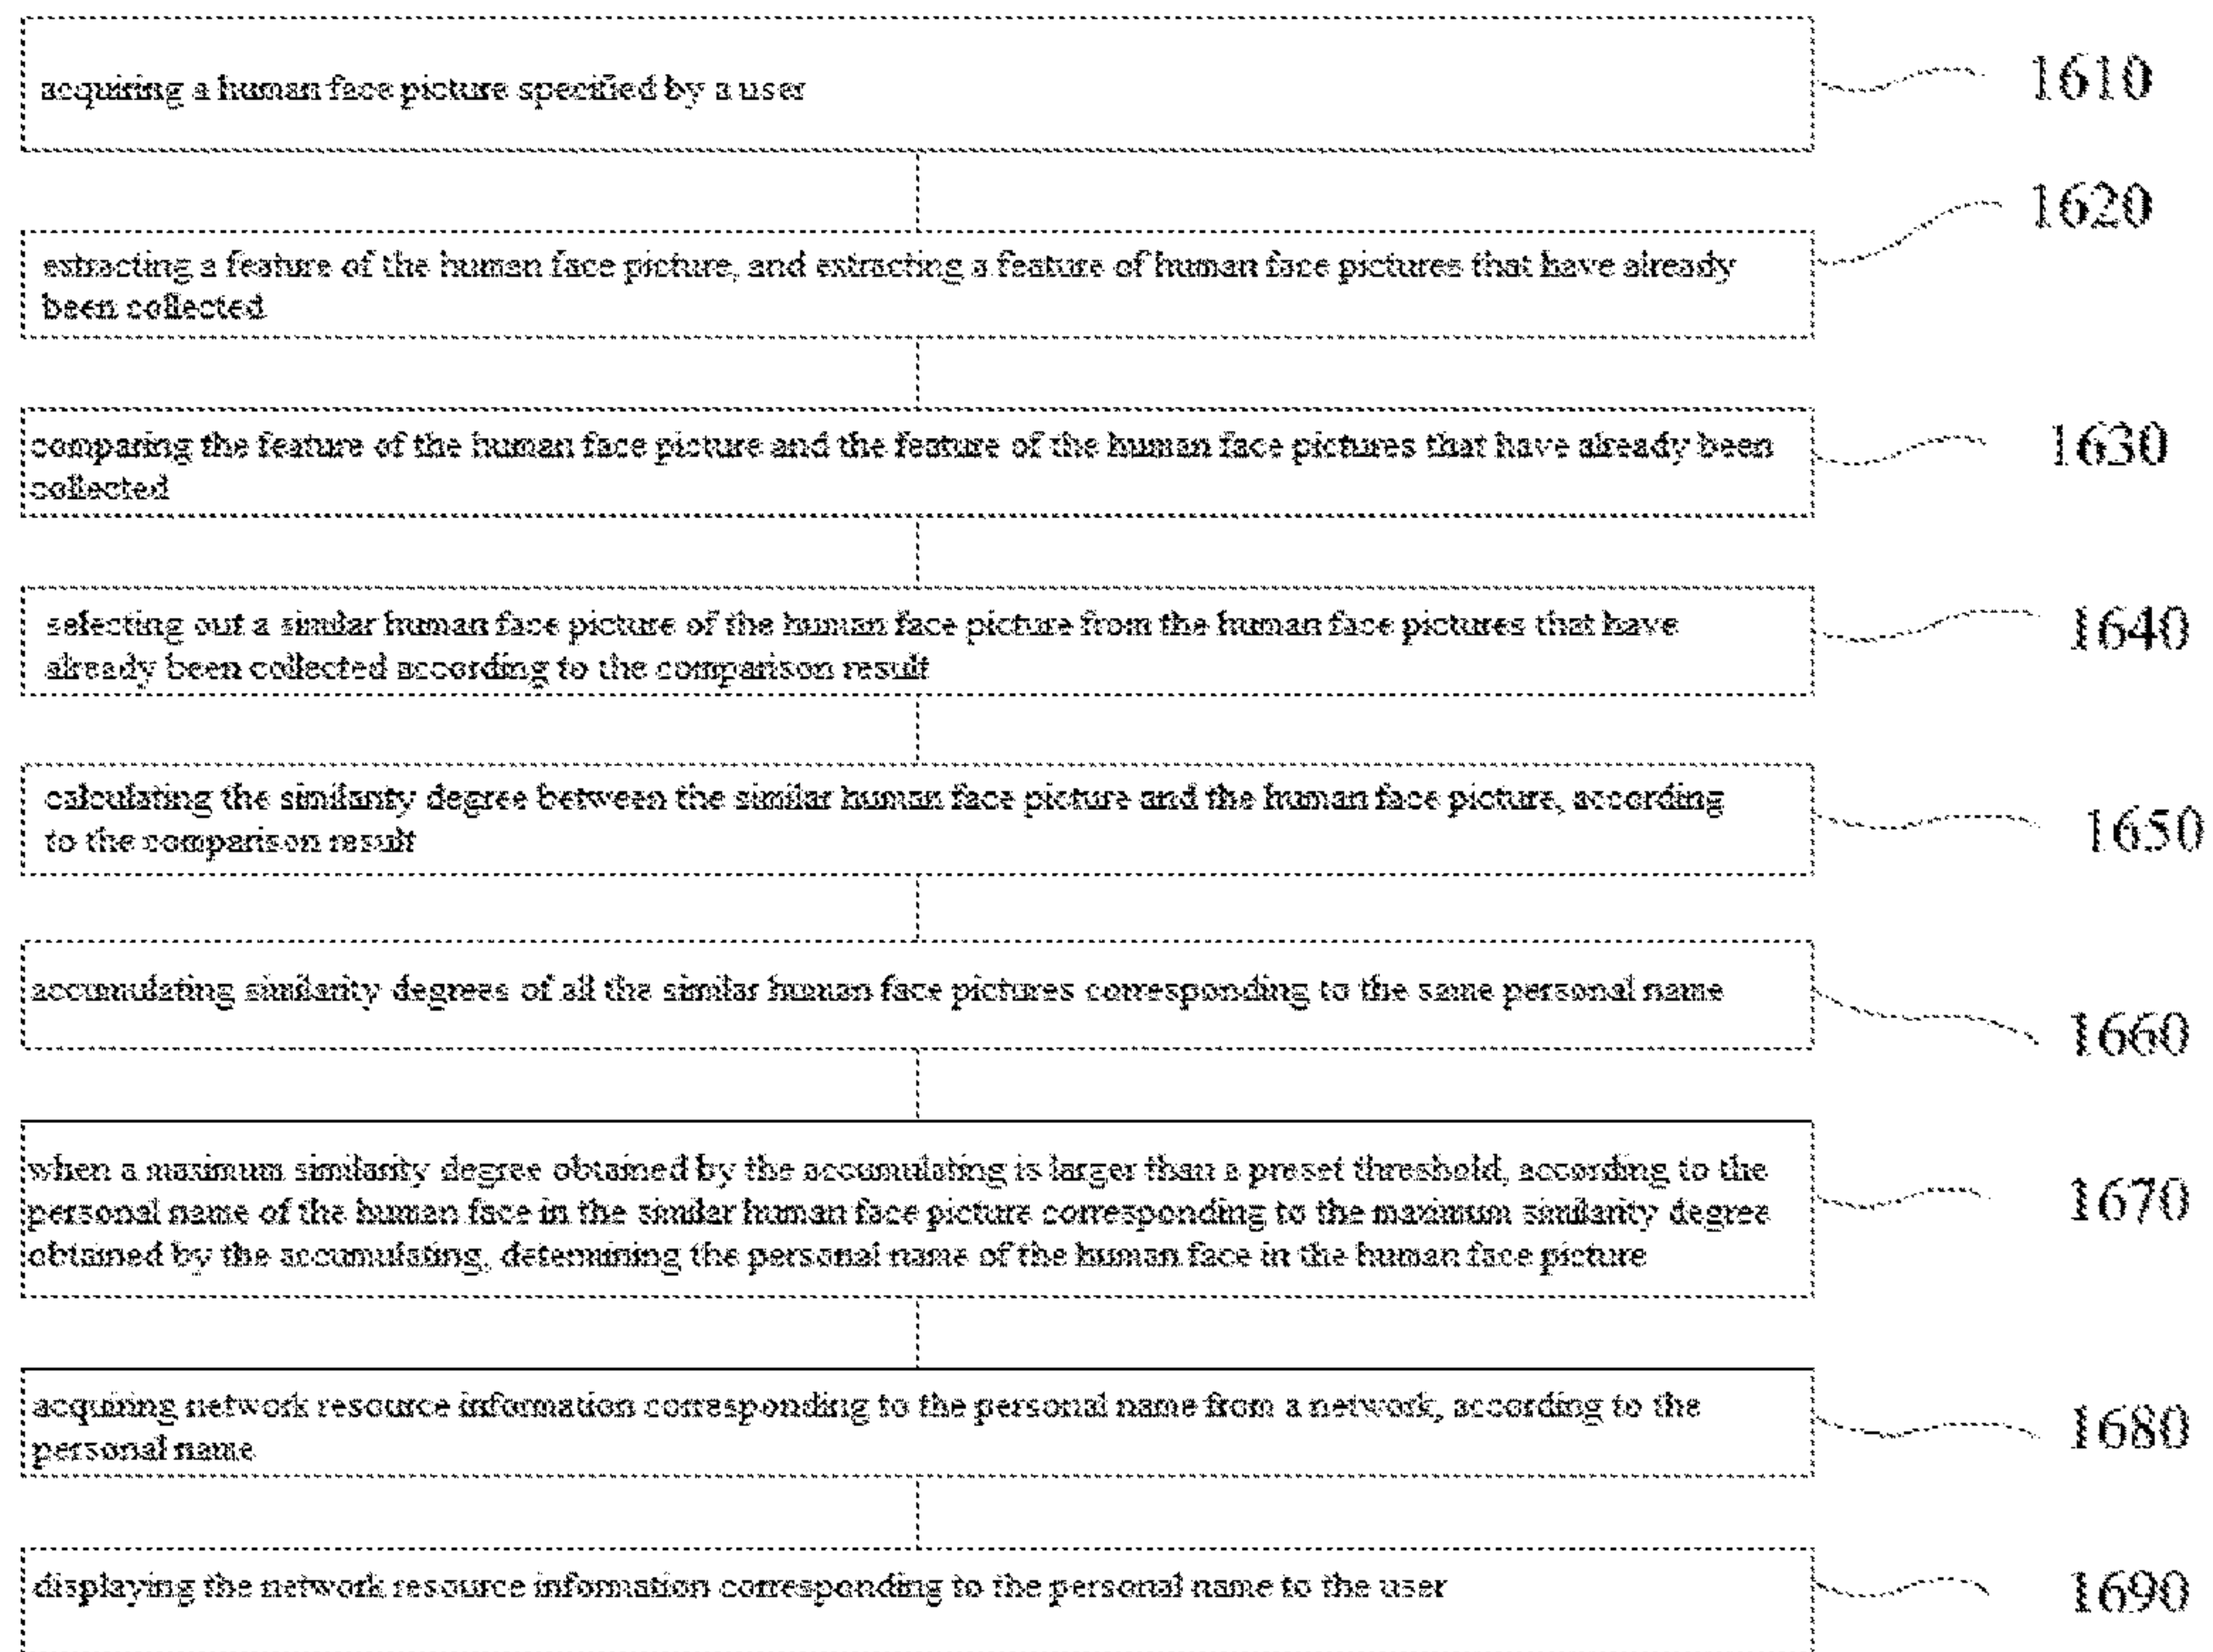 acquiring a human face picture specified by a user
1610
1620
extracting a feature of the human face picture, and extracting a feature of human face pictures that have already
been collected
comparing the feature of the human face picture and the feature of the human face pictures that have already been
collected
1630
selecting out a similar human face picture of the human face picture from the human face pictures that have
already been collected according to the comparison result
1640
calculating the similarity degree between the similar human face picture and the human face picture, according
to the comparison result
1650
accumulating similarity degrees of all the similar human face pictures corresponding to the same personal name
1660
when a maximum similarity degree obtained by the accumulating is larger than a preset threshold, according to the
personal name of the human face in the similar human face picture corresponding to the maximum similarity degree
obtained by the accumulating, determining the personal name of the human face in the human face picture
1670
acquiring network resource information corresponding to the personal name from a network, according to the
personal name
1680
displaying the network resource information corresponding to the personal name to the user
1690